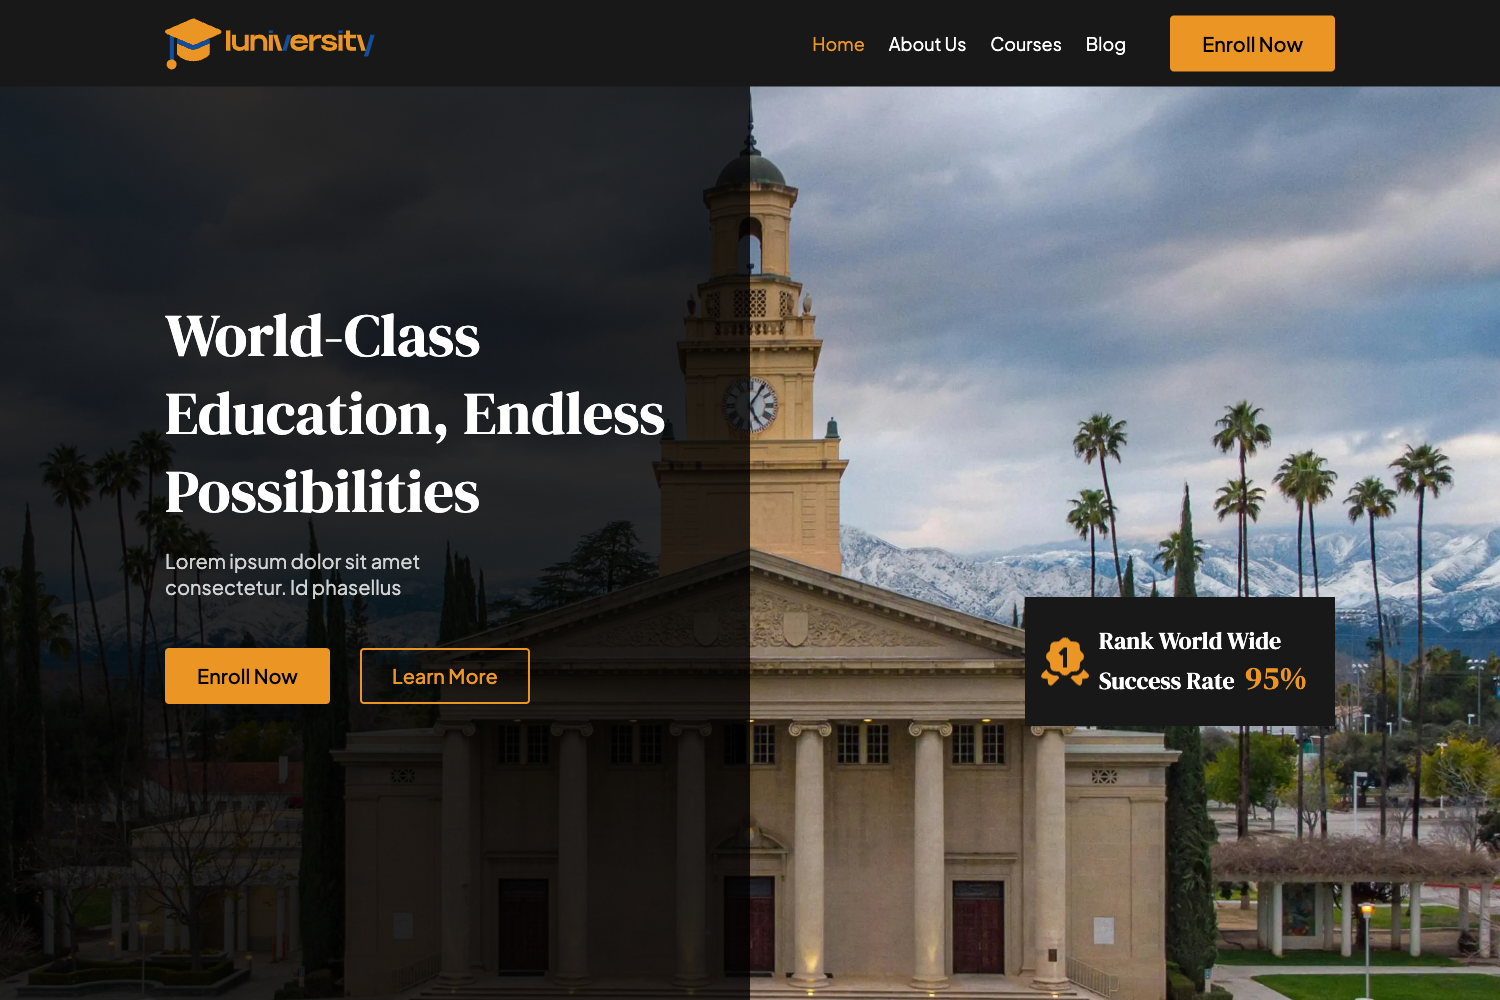 Iuniversity
Home
About Us
Courses
Blog
Enroll Now
World-Class
Education, Endless
Possibilities
Lorem ipsum dolor sit amet
consectetur. Id phasellus
Enroll Now
Learn More
1
Rank World Wide
Success Rate 95%